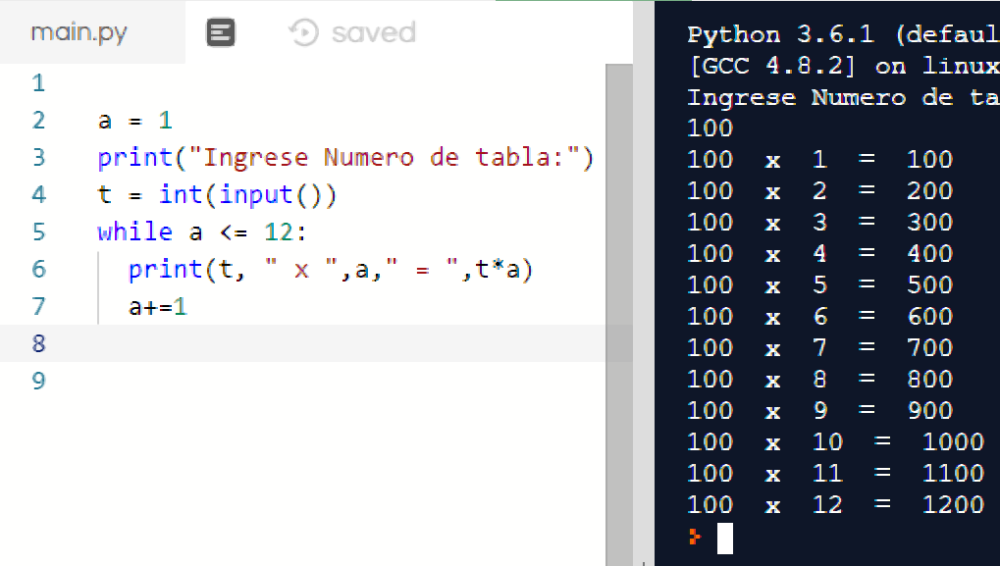 main.py saved
1
2 a = 1
3 print("Ingrese Numero de tabla:")
4 t = int(input())
5 while a <= 12:
6 print(t, " x ",a," = ",t*a)
7 a+=1
8
9
Python 3.6.1 (defaul
[GCC 4.8.2] on linux
Ingrese Numero de ta
100
100 x 1 = 100
100 x 2 = 200
100 x 3 = 300
100 x 4 = 400
100 x 5 = 500
100 x 6 = 600
100 x 7 = 700
100 x 8 = 800
100 x 9 = 900
100 x 10 = 1000
100 x 11 = 1100
100 x 12 = 1200